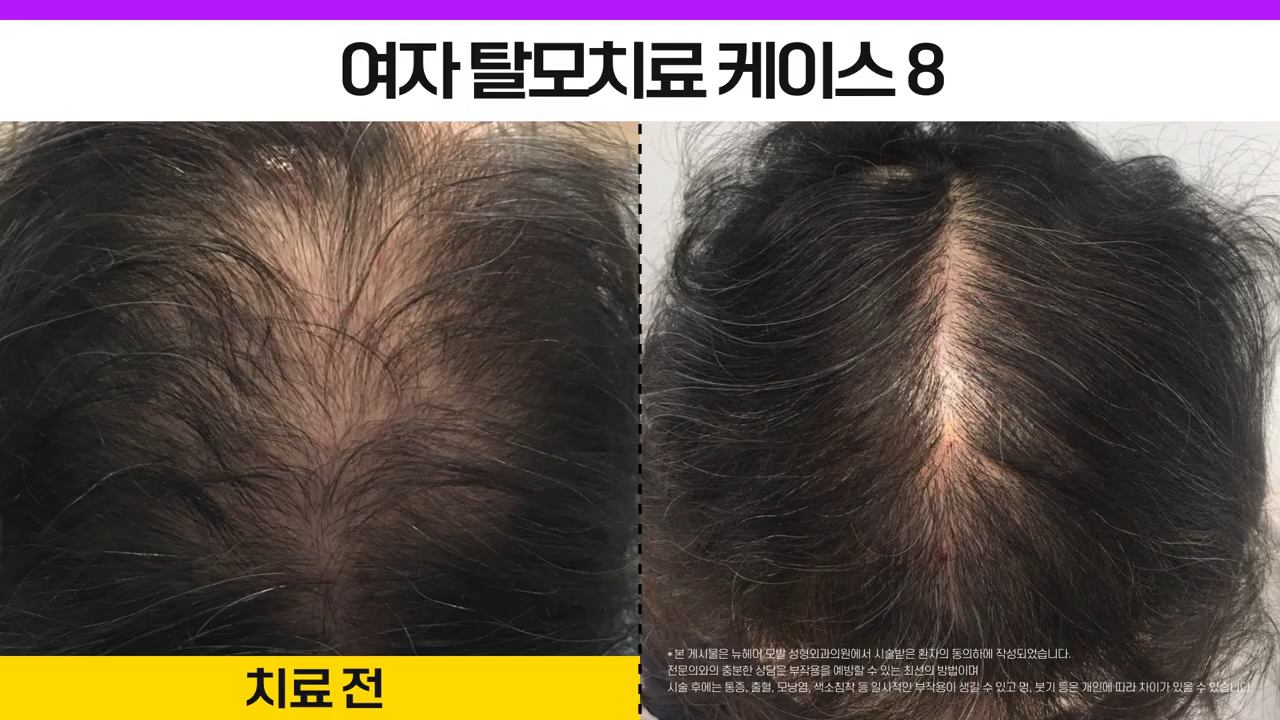 여자 탈모치료 케이스 8
치료 전
*본 게시물은 뉴헤어 모발 성형외과의원에서 시술받은 환자의 동의하에 작성되었습니다.
전문의와의 충분한 상담은 부작용을 예방할 수 있는 최선의 방법이며
시술 후에는 통증, 출혈, 모낭염, 색소침착 등 일시적인 부작용이 생길 수 있고 멍, 붓기 등은 개인에 따라 차이가 있을 수 있습니다.